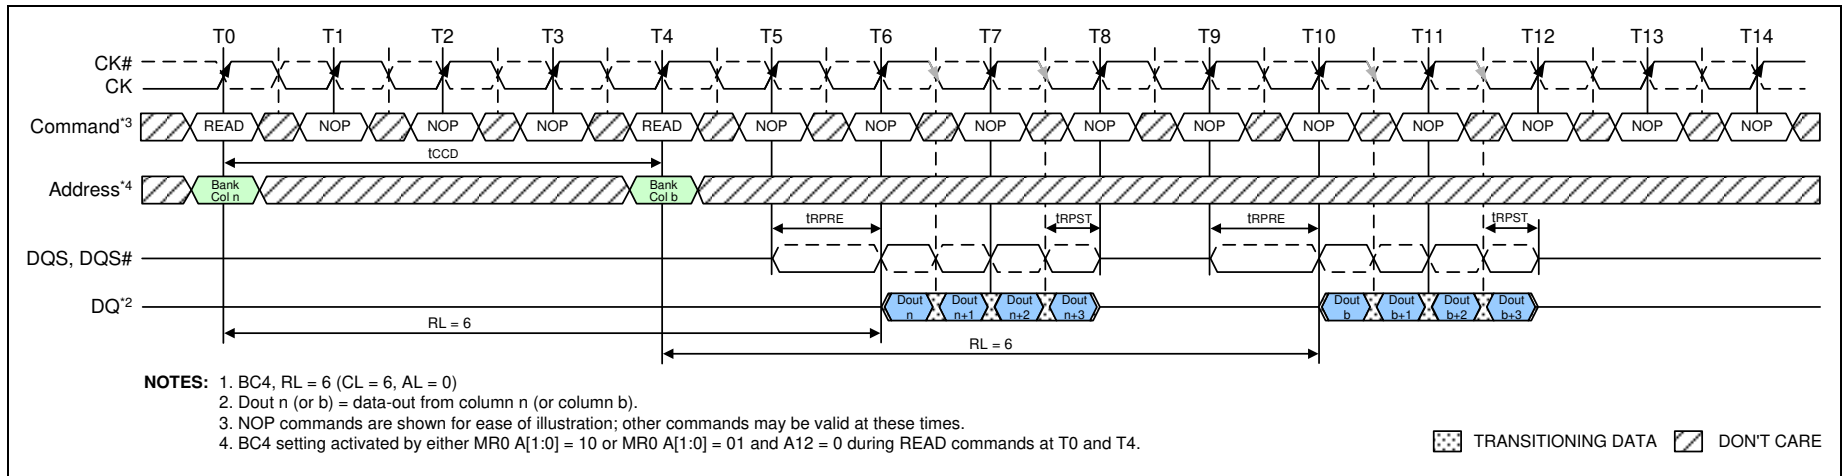 T0 T1 T2 T3 T4 T5 T6 T7 T8 T9 T10 T11 T12 T13 T14
CK#
CK
Command*3 READ NOP NOP NOP READ NOP NOP NOP NOP NOP NOP NOP NOP NOP NOP
tCCD
Address*4 Bank Col n Bank Col b
tRPRE tRPST tRPRE tRPST
DQS, DQS#
DQ*2 Dout n Dout n+1 Dout n+2 Dout n+3 Dout b Dout b+1 Dout b+2 Dout b+3
RL = 6
RL = 6
NOTES: 1. BC4, RL = 6 (CL = 6, AL = 0)
2. Dout n (or b) = data-out from column n (or column b).
3. NOP commands are shown for ease of illustration; other commands may be valid at these times.
4. BC4 setting activated by either MR0 A[1:0] = 10 or MR0 A[1:0] = 01 and A12 = 0 during READ commands at T0 and T4.
TRANSITIONING DATA DON'T CARE